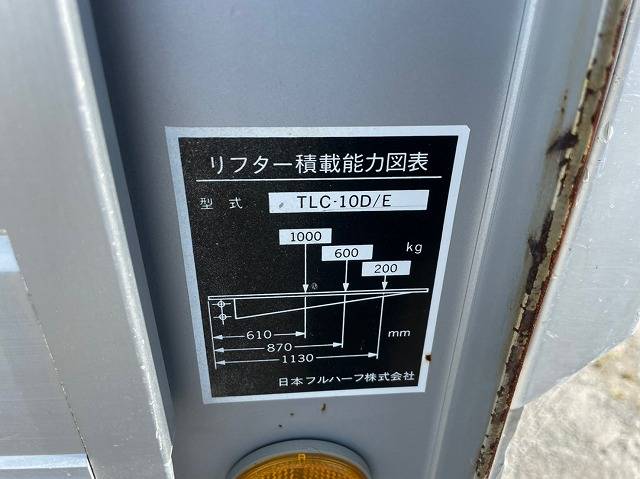 リフター積載能力図表
型式 TLC-10D/E
1000
600 kg
200
610 mm
870
1130
日本フルハーフ株式会社